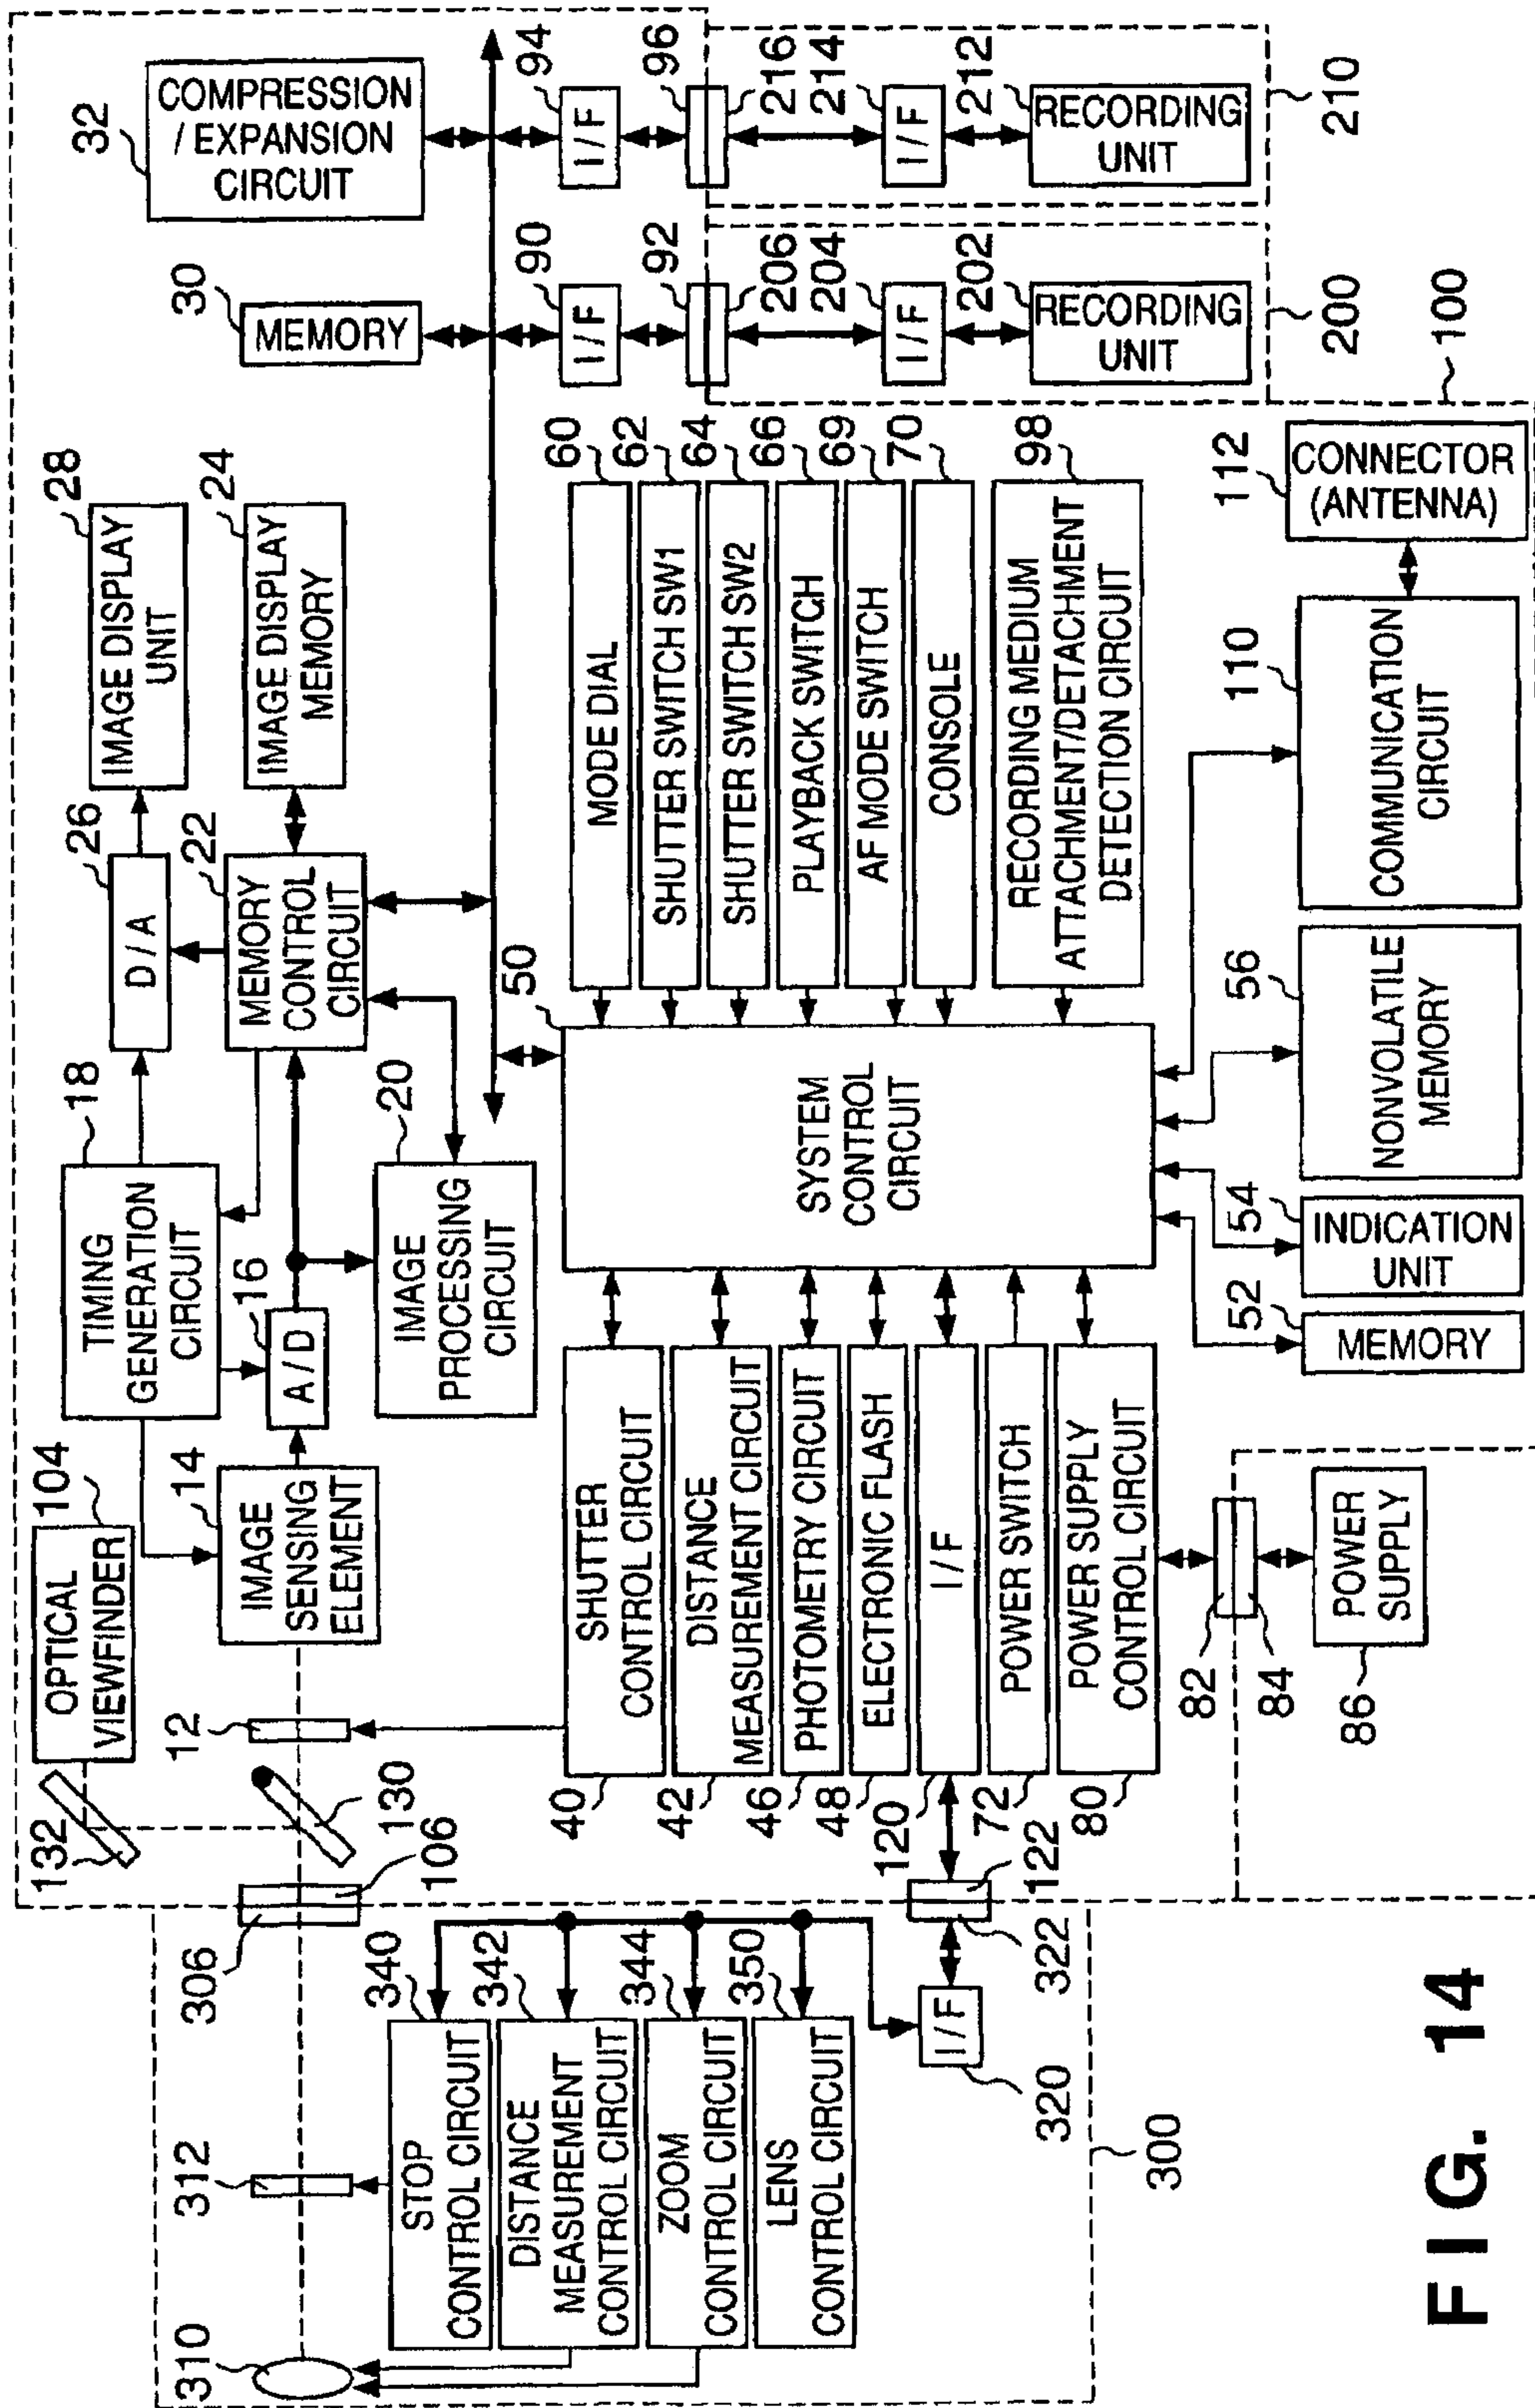 310
312
306
106
132
130
12
OPTICAL
VIEWFINDER
104
IMAGE
SENSING
ELEMENT
14
TIMING
GENERATION
CIRCUIT
18
A/D
16
IMAGE
PROCESSING
CIRCUIT
20
D/A
26
MEMORY
CONTROL
CIRCUIT
22
IMAGE DISPLAY
UNIT
28
IMAGE DISPLAY
MEMORY
24
MEMORY
30
COMPRESSION
/ EXPANSION
CIRCUIT
32
STOP
CONTROL CIRCUIT
340
DISTANCE
MEASUREMENT
CONTROL CIRCUIT
342
ZOOM
CONTROL CIRCUIT
344
LENS
CONTROL CIRCUIT
350
I/F
320
322
122
300
SHUTTER
CONTROL CIRCUIT
40
DISTANCE
MEASUREMENT CIRCUIT
42
PHOTOMETRY CIRCUIT
46
ELECTRONIC FLASH
48
I/F
120
POWER SWITCH
72
POWER SUPPLY
CONTROL CIRCUIT
80
82
84
POWER
SUPPLY
86
SYSTEM
CONTROL
CIRCUIT
50
MODE DIAL
60
SHUTTER SWITCH SW1
62
SHUTTER SWITCH SW2
64
PLAYBACK SWITCH
66
AF MODE SWITCH
69
CONSOLE
70
RECORDING MEDIUM
ATTACHMENT/DETACHMENT
DETECTION CIRCUIT
98
MEMORY
52
INDICATION
UNIT
54
NONVOLATILE
MEMORY
56
COMMUNICATION
CIRCUIT
110
CONNECTOR
(ANTENNA)
112
100
I/F
90
92
206
204
I/F
202
RECORDING
UNIT
200
I/F
94
96
216
214
I/F
212
RECORDING
UNIT
210
FIG. 14